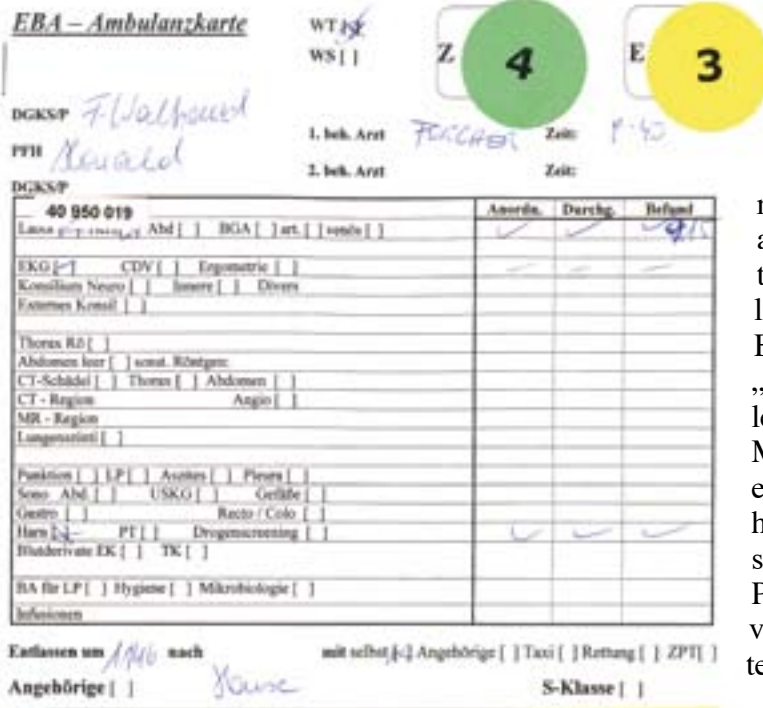 EBA – Ambulanzkarte
WT [ ]
WS [ ]
Z 4
E 3
DGKS/P
PFH
DGKS/P
1. beh. Arzt FORCHER Zeit:
2. beh. Arzt Zeit:
40 950 019
Anordn. Durchg. Befund
Abd [ ] BGA [ ] art. [ ] venös [ ]
EKG [ ] CDV [ ] Ergometrie [ ]
Konsilium Neuro [ ] Innere [ ] Divers
Externes Konsil [ ]
Thorax Rö [ ]
Abdomen leer [ ] sonst. Röntgen:
CT-Schädel [ ] Thorax [ ] Abdomen [ ]
CT - Region Angio [ ]
MR - Region
Lungenszinti [ ]
Punktion [ ] LP [ ] Aszites [ ] Pleura [ ]
Sono Abd. [ ] USKG [ ] Gefäße [ ]
Gastro [ ] Recto / Colo [ ]
Harn [ ] PT [ ] Drogenscreening [ ]
Blutderivate EK [ ] TK [ ]
BA für LP [ ] Hygiene [ ] Mikrobiologie [ ]
Infusionen
Entlassen um nach Hause mit selbst [ ] Angehörige [ ] Taxi [ ] Rettung [ ] ZPT [ ]
Angehörige [ ] S-Klasse [ ]